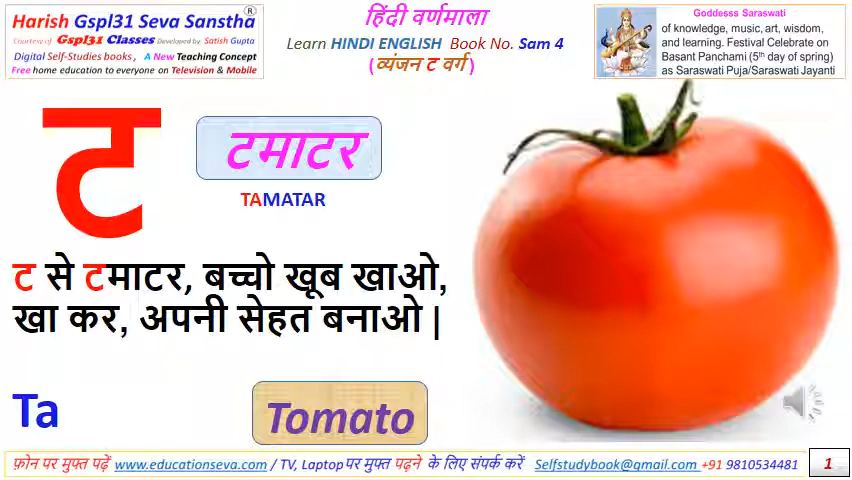 Harish Gspl31 Seva Sanstha®
Courtesy of Gspl31 Classes Developed by Satish Gupta
Digital Self-Studies books, A New Teaching Concept
Free home education to everyone on Television & Mobile
हिंदी वर्णमाला
Learn HINDI ENGLISH Book No. Sam 4
(व्यंजन ट वर्ग)
Goddesss Saraswati
of knowledge, music, art, wisdom,
and learning. Festival Celebrate on
Basant Panchami (5th day of spring)
as Saraswati Puja/Saraswati Jayanti
ट
टमाटर
TAMATAR
ट से टमाटर, बच्चो खूब खाओ,
खा कर, अपनी सेहत बनाओ |
Ta
Tomato
फ़ोन पर मुफ्त पढ़ें www.educationseva.com / TV, Laptop पर मुफ्त पढ़ने के लिए संपर्क करें Selfstudybook@gmail.com +91 9810534481
1